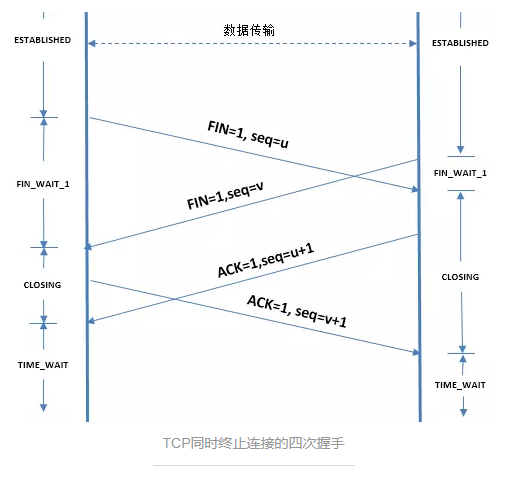 数据传输
ESTABLISHED
ESTABLISHED
FIN=1, seq=u
FIN_WAIT_1
FIN_WAIT_1
FIN=1,seq=v
ACK=1,seq=u+1
CLOSING
CLOSING
ACK=1, seq=v+1
TIME_WAIT
TIME_WAIT
TCP同时终止连接的四次握手